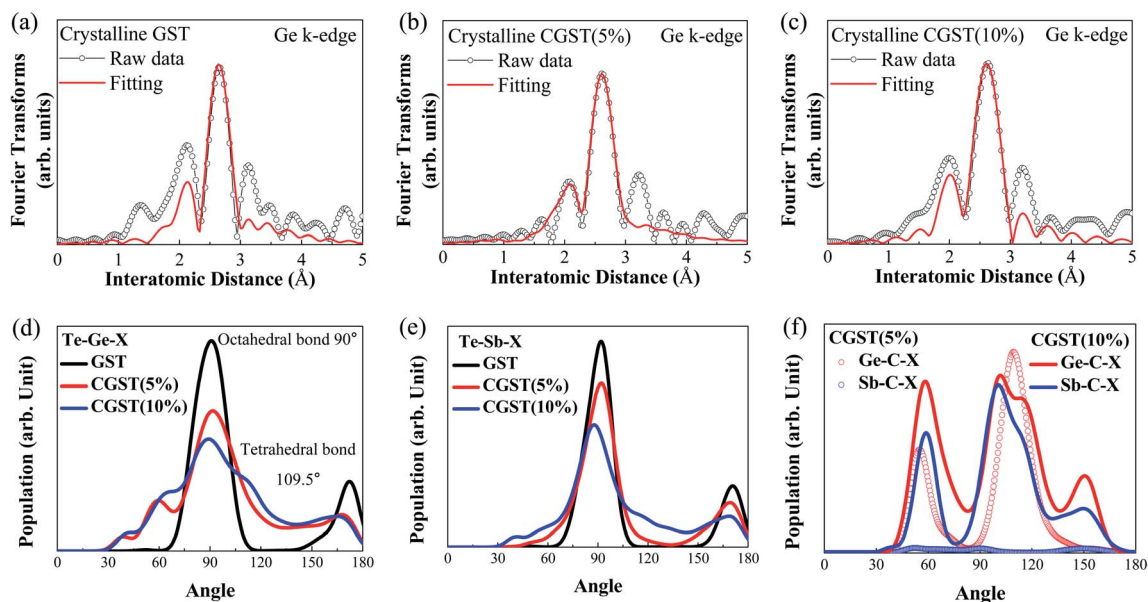 (a)
Crystalline GST
Ge k-edge
Raw data
Fitting
Fourier Transforms
(arb. units)
0 1 2 3 4 5
Interatomic Distance (Å)
(b)
Crystalline CGST(5%)
Ge k-edge
Raw data
Fitting
Fourier Transforms
(arb. units)
0 1 2 3 4 5
Interatomic Distance (Å)
(c)
Crystalline CGST(10%)
Ge k-edge
Raw data
Fitting
Fourier Transforms
(arb. units)
0 1 2 3 4 5
Interatomic Distance (Å)
(d)
Te-Ge-X
Octahedral bond 90°
GST
CGST(5%)
CGST(10%)
Tetrahedral bond
109.5°
Population (arb. Unit)
0 30 60 90 120 150 180
Angle
(e)
Te-Sb-X
GST
CGST(5%)
CGST(10%)
Population (arb. Unit)
0 30 60 90 120 150 180
Angle
(f)
CGST(5%)
Ge-C-X
Sb-C-X
CGST(10%)
Ge-C-X
Sb-C-X
Population (arb. Unit)
0 30 60 90 120 150 180
Angle